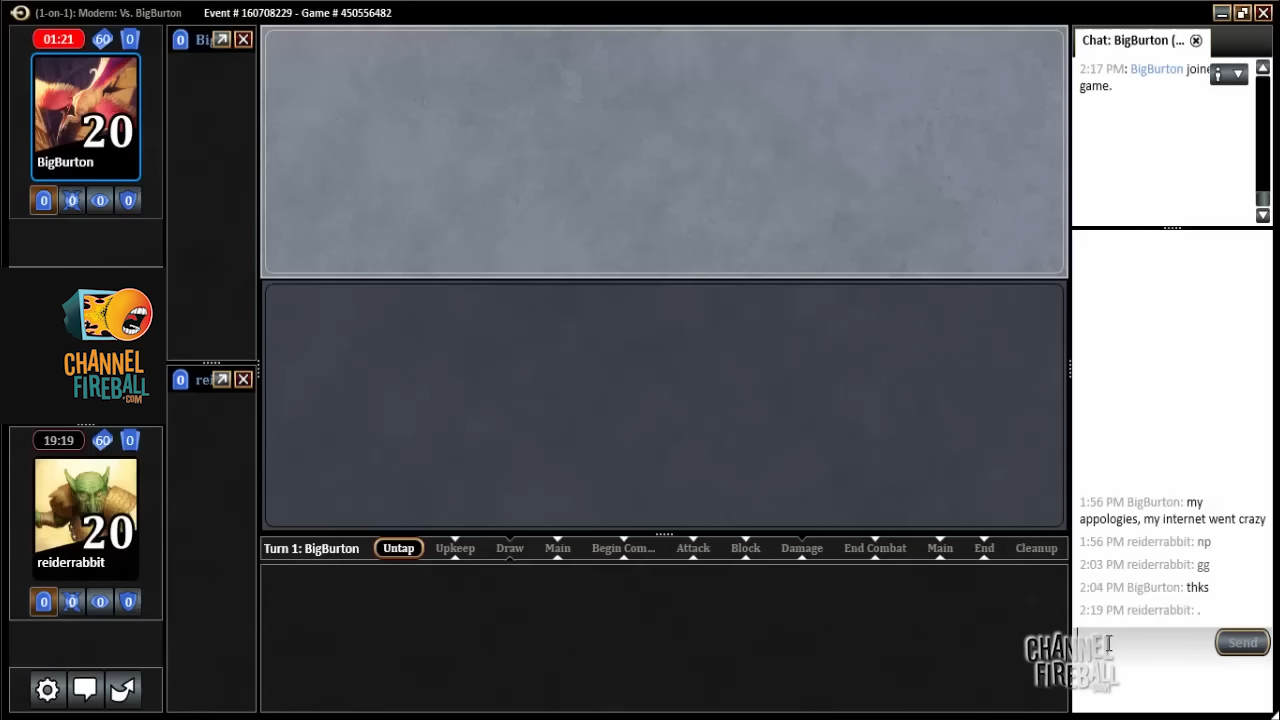 (1-on-1): Modern: Vs. BigBurton Event # 160708229 - Game # 450556482
01:21 60 0
20
BigBurton
0 0 0 0
0 Bi
CHANNEL
FIREBALL
.COM
0 rei
19:19 60 0
20
reiderrabbit
0 0 0 0
Turn 1: BigBurton Untap Upkeep Draw Main Begin Com... Attack Block Damage End Combat Main End Cleanup
Chat: BigBurton (...
2:17 PM: BigBurton joine
game.
1:56 PM BigBurton: my
appologies, my internet went crazy
1:56 PM reiderrabbit: np
2:03 PM reiderrabbit: gg
2:04 PM BigBurton: thks
2:19 PM reiderrabbit: .
Send
CHANNEL
FIREBALL
.COM